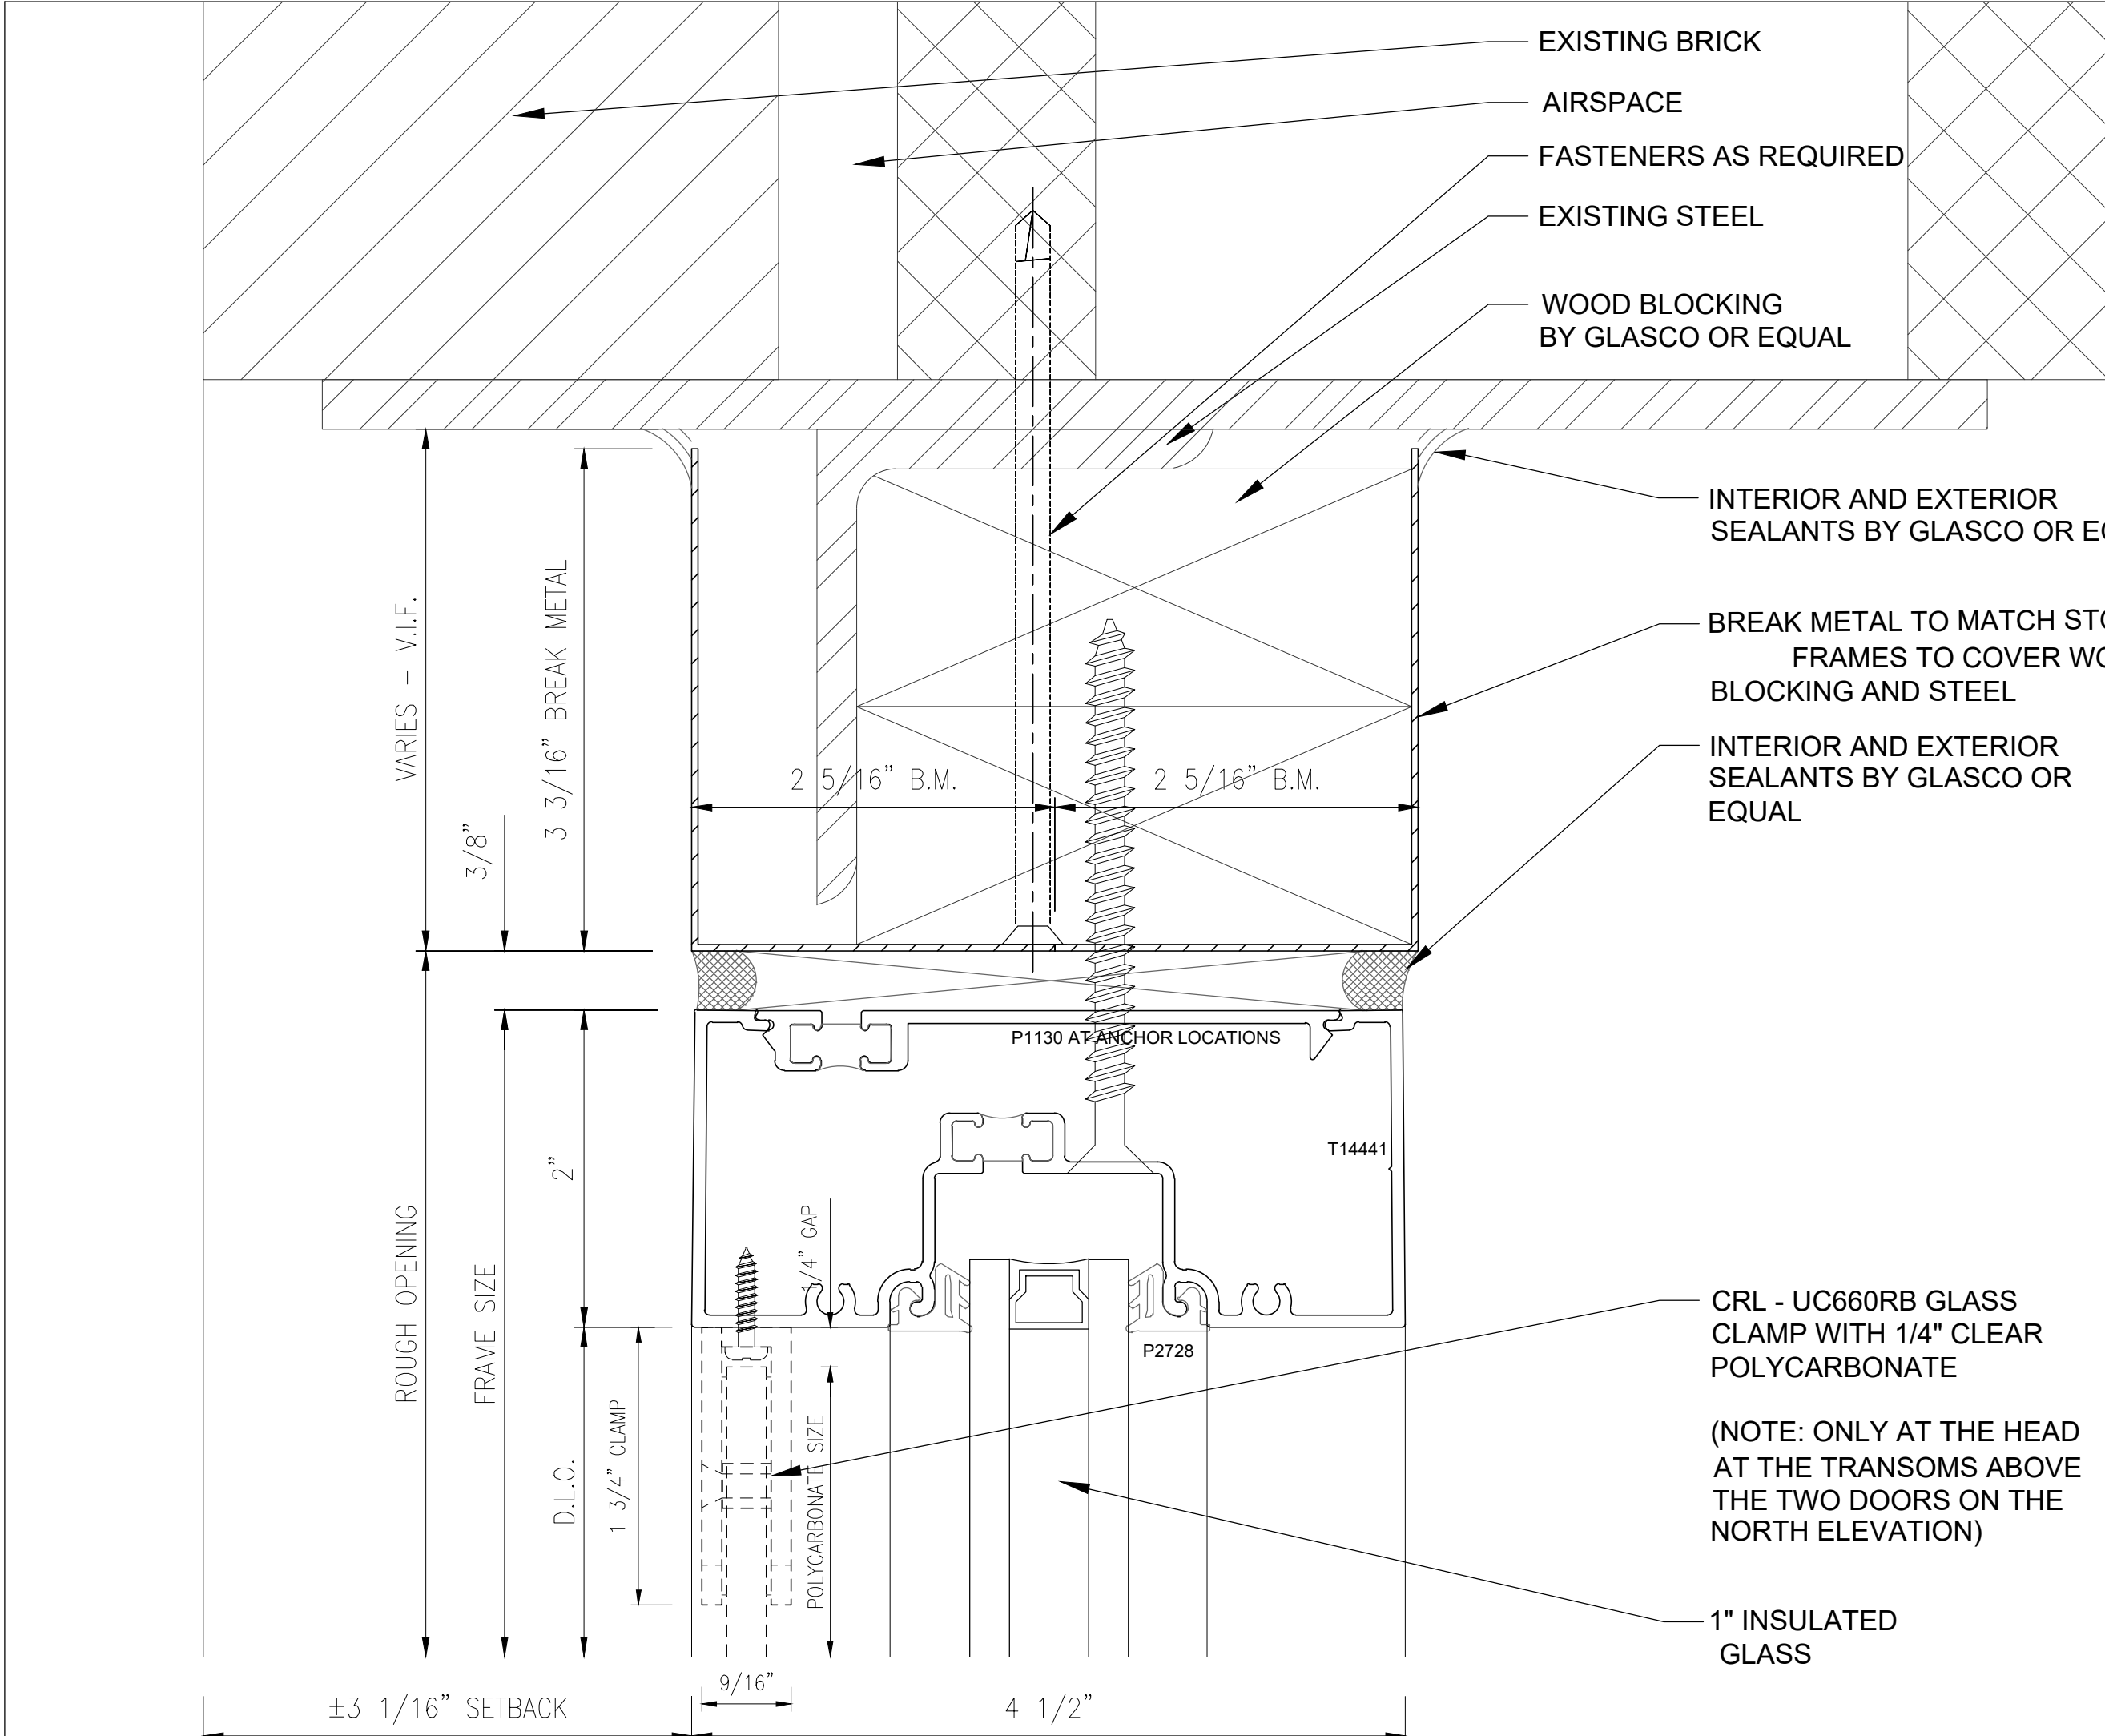 EXISTING BRICK
AIRSPACE
FASTENERS AS REQUIRED
EXISTING STEEL
WOOD BLOCKING
BY GLASCO OR EQUAL
INTERIOR AND EXTERIOR
SEALANTS BY GLASCO OR
BREAK METAL TO MATCH
FRAMES TO COVER
BLOCKING AND STEEL
INTERIOR AND EXTERIOR
SEALANTS BY GLASCO OR
EQUAL
VARIES - V.I.F.
3/8"
3 3/16" BREAK METAL
2 5/16" B.M.
2 5/16" B.M.
P1130 AT ANCHOR LOCATIONS
T14441
2"
1/4" GAP
ROUGH OPENING
FRAME SIZE
D.L.O.
1 3/4" CLAMP
POLYCARBONATE SIZE
P2728
CRL - UC660RB GLASS
CLAMP WITH 1/4" CLEAR
POLYCARBONATE
(NOTE: ONLY AT THE HEAD
AT THE TRANSOMS ABOVE
THE TWO DOORS ON THE
NORTH ELEVATION)
1" INSULATED
GLASS
9/16"
±3 1/16" SETBACK
4 1/2"